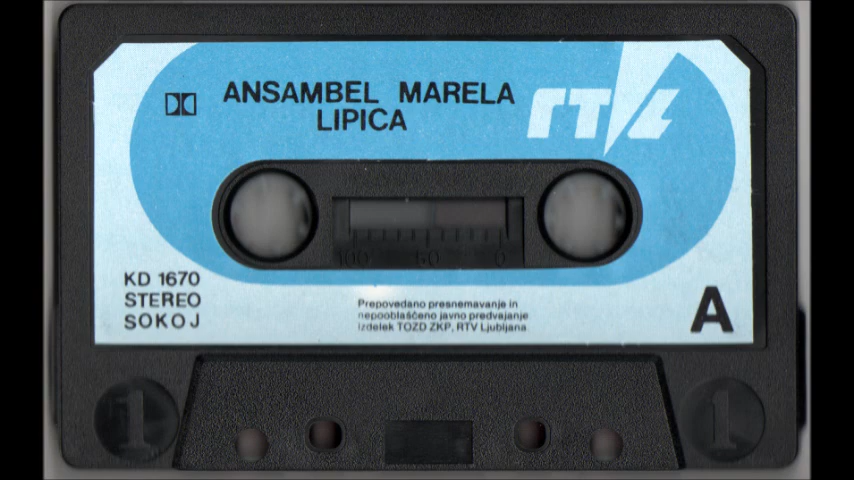 ANSAMBEL MARELA
LIPICA
RTVL
100 50 0
KD 1670
STEREO
SOKOJ
Prepovedano presnemavanje in
nepooblaščeno javno predvajanje
izdelek TOZD ZKP, RTV Ljubljana.
A
1 1